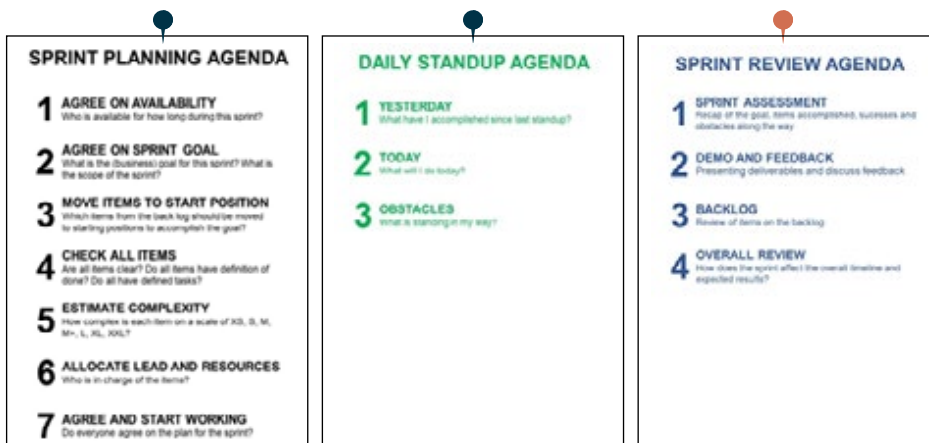 SPRINT PLANNING AGENDA
1 AGREE ON AVAILABILITY
Who is available for how long during this sprint?
2 AGREE ON SPRINT GOAL
What is the (business) goal for this sprint? What is
the scope of the sprint?
3 MOVE ITEMS TO START POSITION
Which items from the back log should be moved
to starting positions to accomplish the goal?
4 CHECK ALL ITEMS
Are all items clear? Do all items have definition of
done? Do all have defined tasks?
5 ESTIMATE COMPLEXITY
How complex is each item on a scale of XS, S, M,
M+, L, XL, XXL?
6 ALLOCATE LEAD AND RESOURCES
Who is in charge of the items?
7 AGREE AND START WORKING
Do everyone agree on the plan for the sprint?
DAILY STANDUP AGENDA
1 YESTERDAY
What have I accomplished since last standup?
2 TODAY
What will I do today?
3 OBSTACLES
What is standing in my way?
SPRINT REVIEW AGENDA
1 SPRINT ASSESSMENT
Recap of the goal, items accomplished, sucesses and
obstacles along the way
2 DEMO AND FEEDBACK
Presenting deliverables and discuss feedback
3 BACKLOG
Review of items on the backlog
4 OVERALL REVIEW
How does the sprint affect the overall timeline and
expected results?